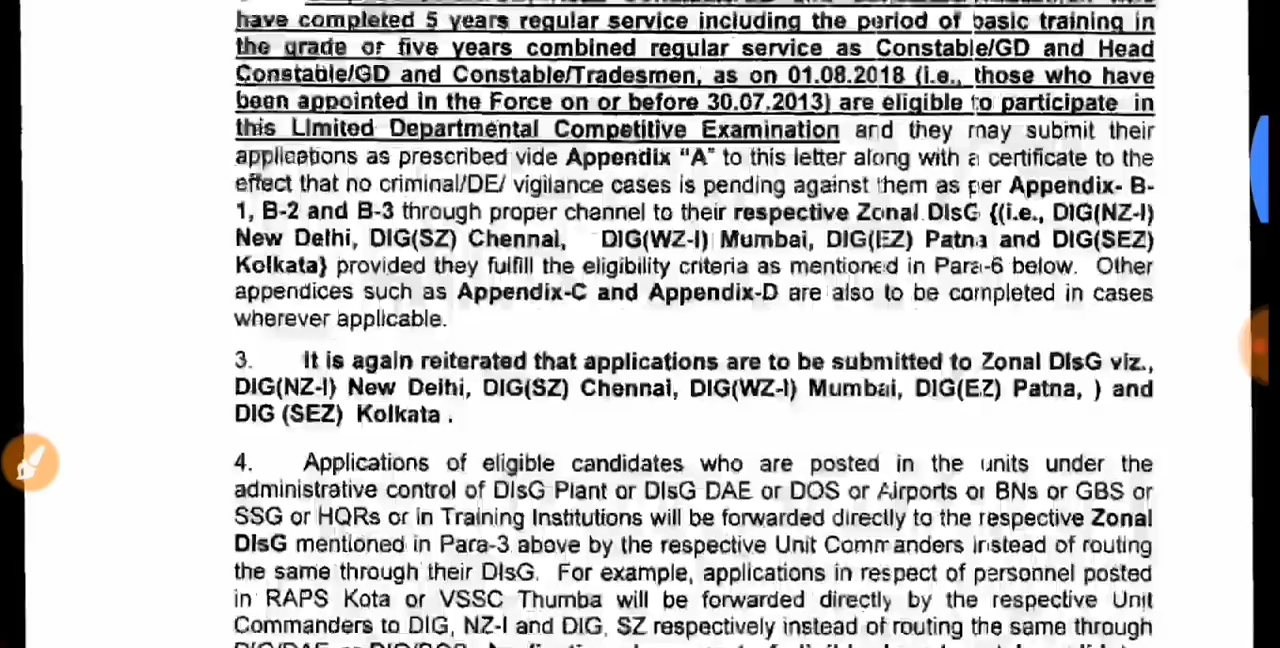 have completed 5 years regular service including the period of basic training in
the grade or five years combined regular service as Constable/GD and Head
Constable/GD and Constable/Tradesmen, as on 01.08.2018 (i.e., those who have
been appointed in the Force on or before 30.07.2013) are eligible to participate in
this Limited Departmental Competitive Examination and they may submit their
applications as prescribed vide Appendix "A" to this letter along with a certificate to the
effect that no criminal/DE/ vigilance cases is pending against them as per Appendix- B-
1, B-2 and B-3 through proper channel to their respective Zonal DIsG {(i.e., DIG(NZ-I)
New Delhi, DIG(SZ) Chennai, DIG(WZ-I) Mumbai, DIG(EZ) Patna and DIG(SEZ)
Kolkata} provided they fulfill the eligibility criteria as mentioned in Para-6 below. Other
appendices such as Appendix-C and Appendix-D are also to be completed in cases
wherever applicable.
3. It is again reiterated that applications are to be submitted to Zonal DIsG viz.,
DIG(NZ-I) New Delhi, DIG(SZ) Chennai, DIG(WZ-I) Mumbai, DIG(EZ) Patna, ) and
DIG (SEZ) Kolkata .
4. Applications of eligible candidates who are posted in the units under the
administrative control of DIsG Plant or DIsG DAE or DOS or Airports or BNs or GBS or
SSG or HQRs or in Training Institutions will be forwarded directly to the respective Zonal
DIsG mentioned in Para-3 above by the respective Unit Commanders instead of routing
the same through their DIsG. For example, applications in respect of personnel posted
in RAPS Kota or VSSC Thumba will be forwarded directly by the respective Unit
Commanders to DIG, NZ-I and DIG, SZ respectively instead of routing the same through